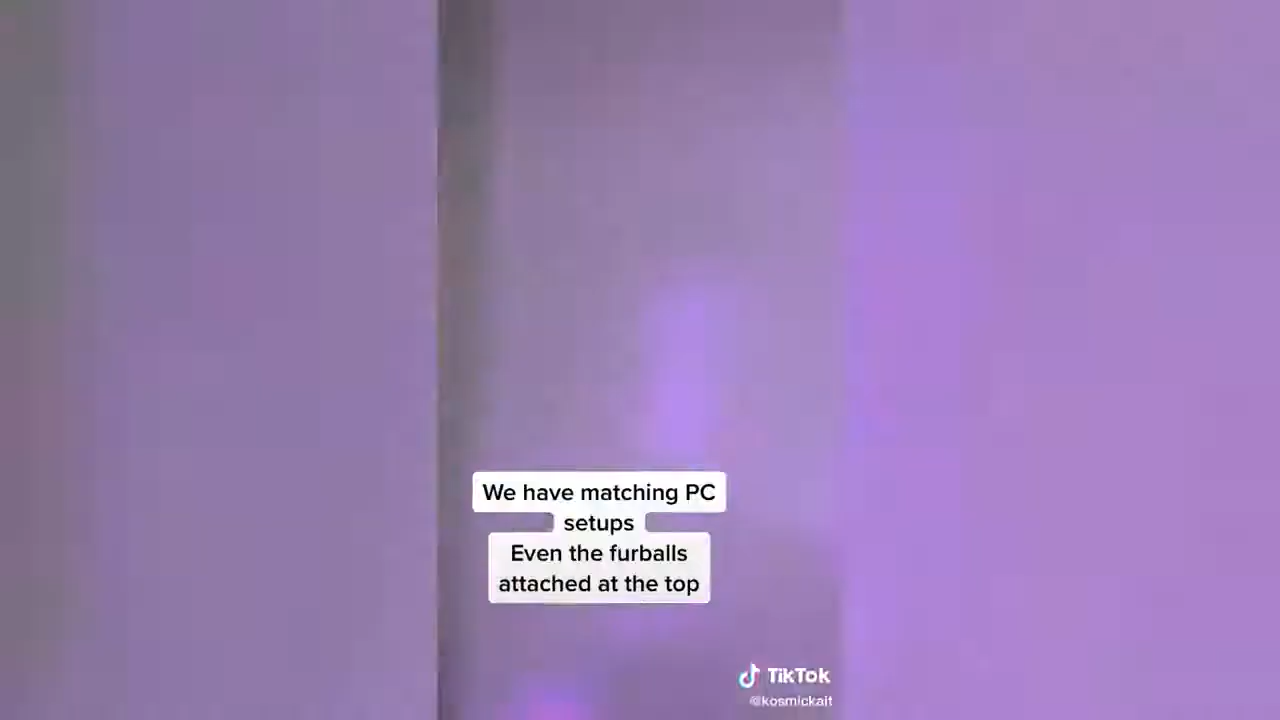 We have matching PC
setups
Even the furballs
attached at the top
TikTok
@kosmickait